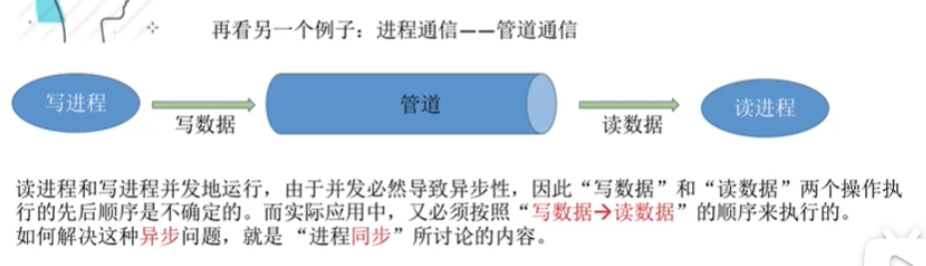 再看另一个例子：进程通信——管道通信
写进程
写数据
管道
读数据
读进程
读进程和写进程并发地运行，由于并发必然导致异步性，因此“写数据”和“读数据”两个操作执
行的先后顺序是不确定的。而实际应用中，又必须按照“写数据→读数据”的顺序来执行的。
如何解决这种异步问题，就是“进程同步”所讨论的内容。